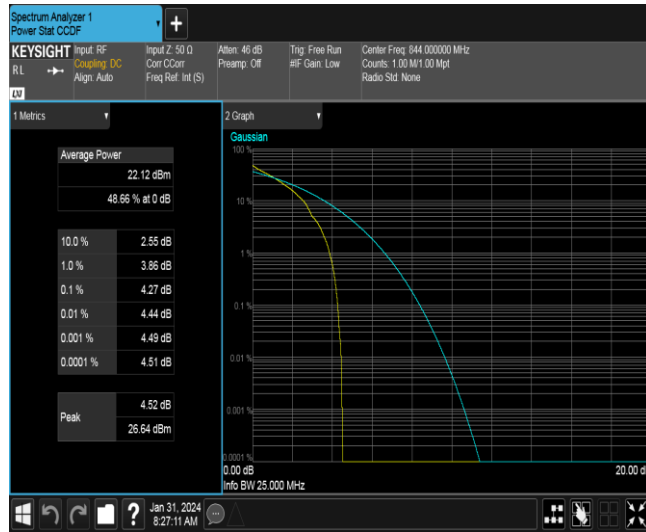 Spectrum Analyzer 1
Power Stat CCDF
+
KEYSIGHT
RL
LXI
Input: RF
Coupling: DC
Align: Auto
Input Z: 50 Ω
Corr CCorr
Freq Ref: Int (S)
Atten: 46 dB
Preamp: Off
Trig: Free Run
#IF Gain: Low
Center Freq: 844.000000 MHz
Counts: 1.00 M/1.00 Mpt
Radio Std: None
1 Metrics
Average Power
22.12 dBm
48.66 % at 0 dB
10.0 % 2.55 dB
1.0 % 3.86 dB
0.1 % 4.27 dB
0.01 % 4.44 dB
0.001 % 4.49 dB
0.0001 % 4.51 dB
Peak
4.52 dB
26.64 dBm
2 Graph
Gaussian
100 %
10 %
1 %
0.1 %
0.01 %
0.001 %
0.0001 %
0.00 dB
20.00 d
Info BW 25.000 MHz
?
Jan 31, 2024
8:27:11 AM